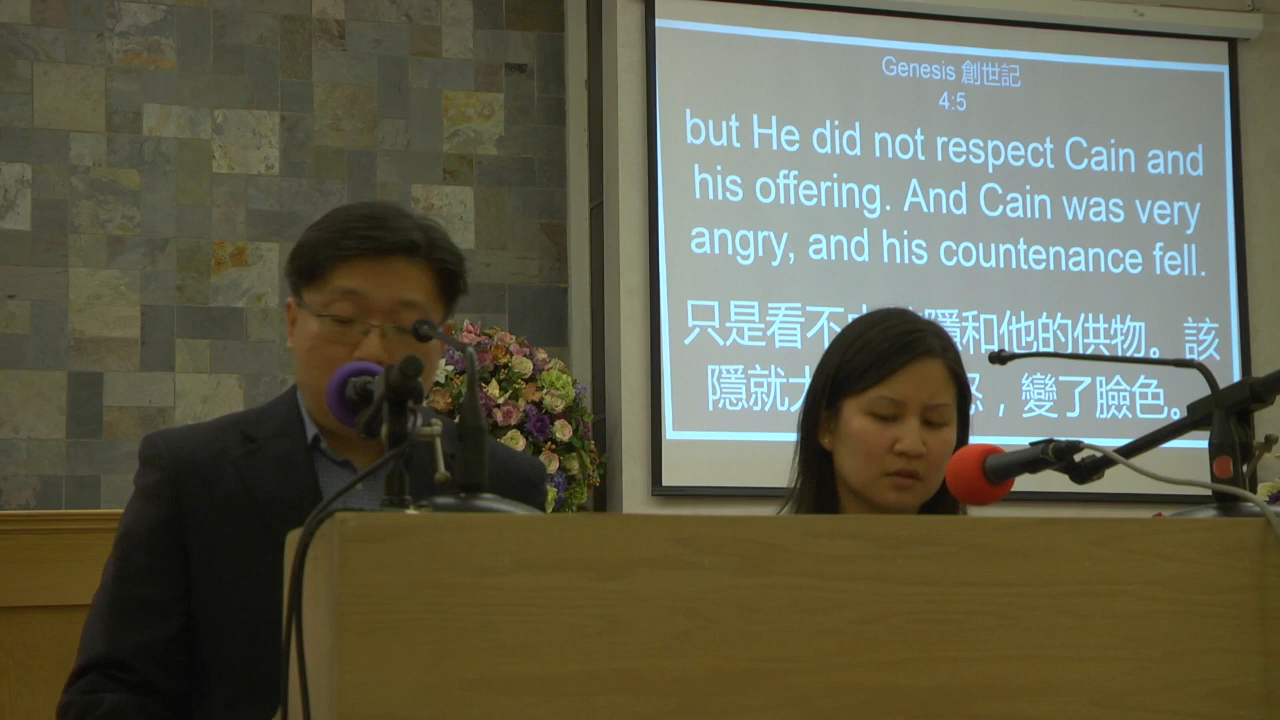 Genesis 創世記
4:5
but He did not respect Cain and
his offering. And Cain was very
angry, and his countenance fell.
只是看不 隱和他的供物。該
隱就大 怒，變了臉色。